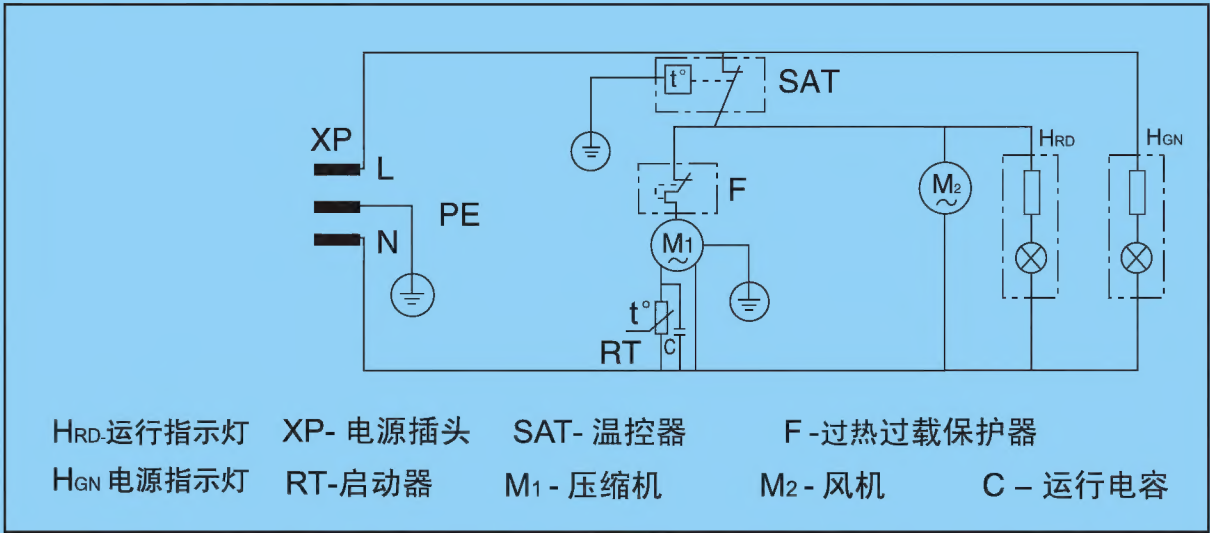 SAT
t°
XP
L
HRD
HGN
M2
F
PE
N
M1
t°
RT
C
HRD-运行指示灯 XP- 电源插头 SAT- 温控器 F -过热过载保护器
HGN 电源指示灯 RT-启动器 M1 - 压缩机 M2 - 风机 C – 运行电容